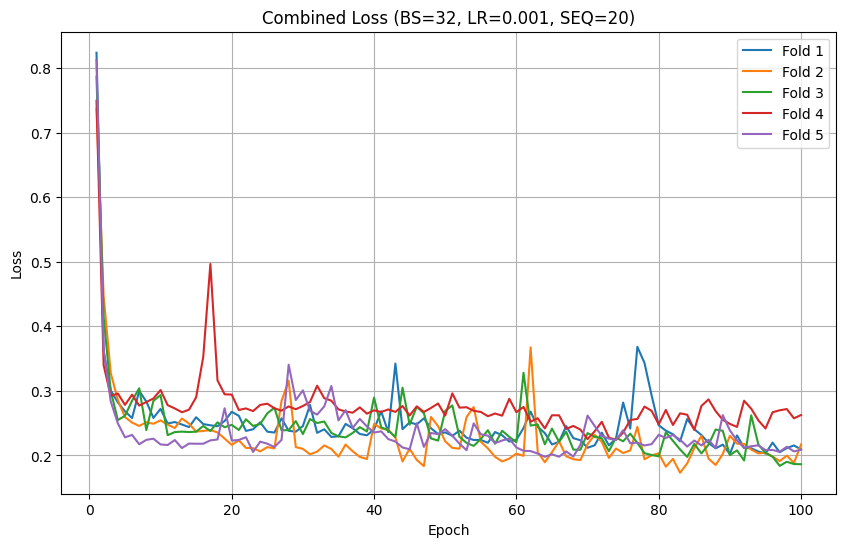 Combined Loss (BS=32, LR=0.001, SEQ=20)
Fold 1
Fold 2
Fold 3
Fold 4
Fold 5
Loss
0.8
0.7
0.6
0.5
0.4
0.3
0.2
0
20
40
60
80
100
Epoch